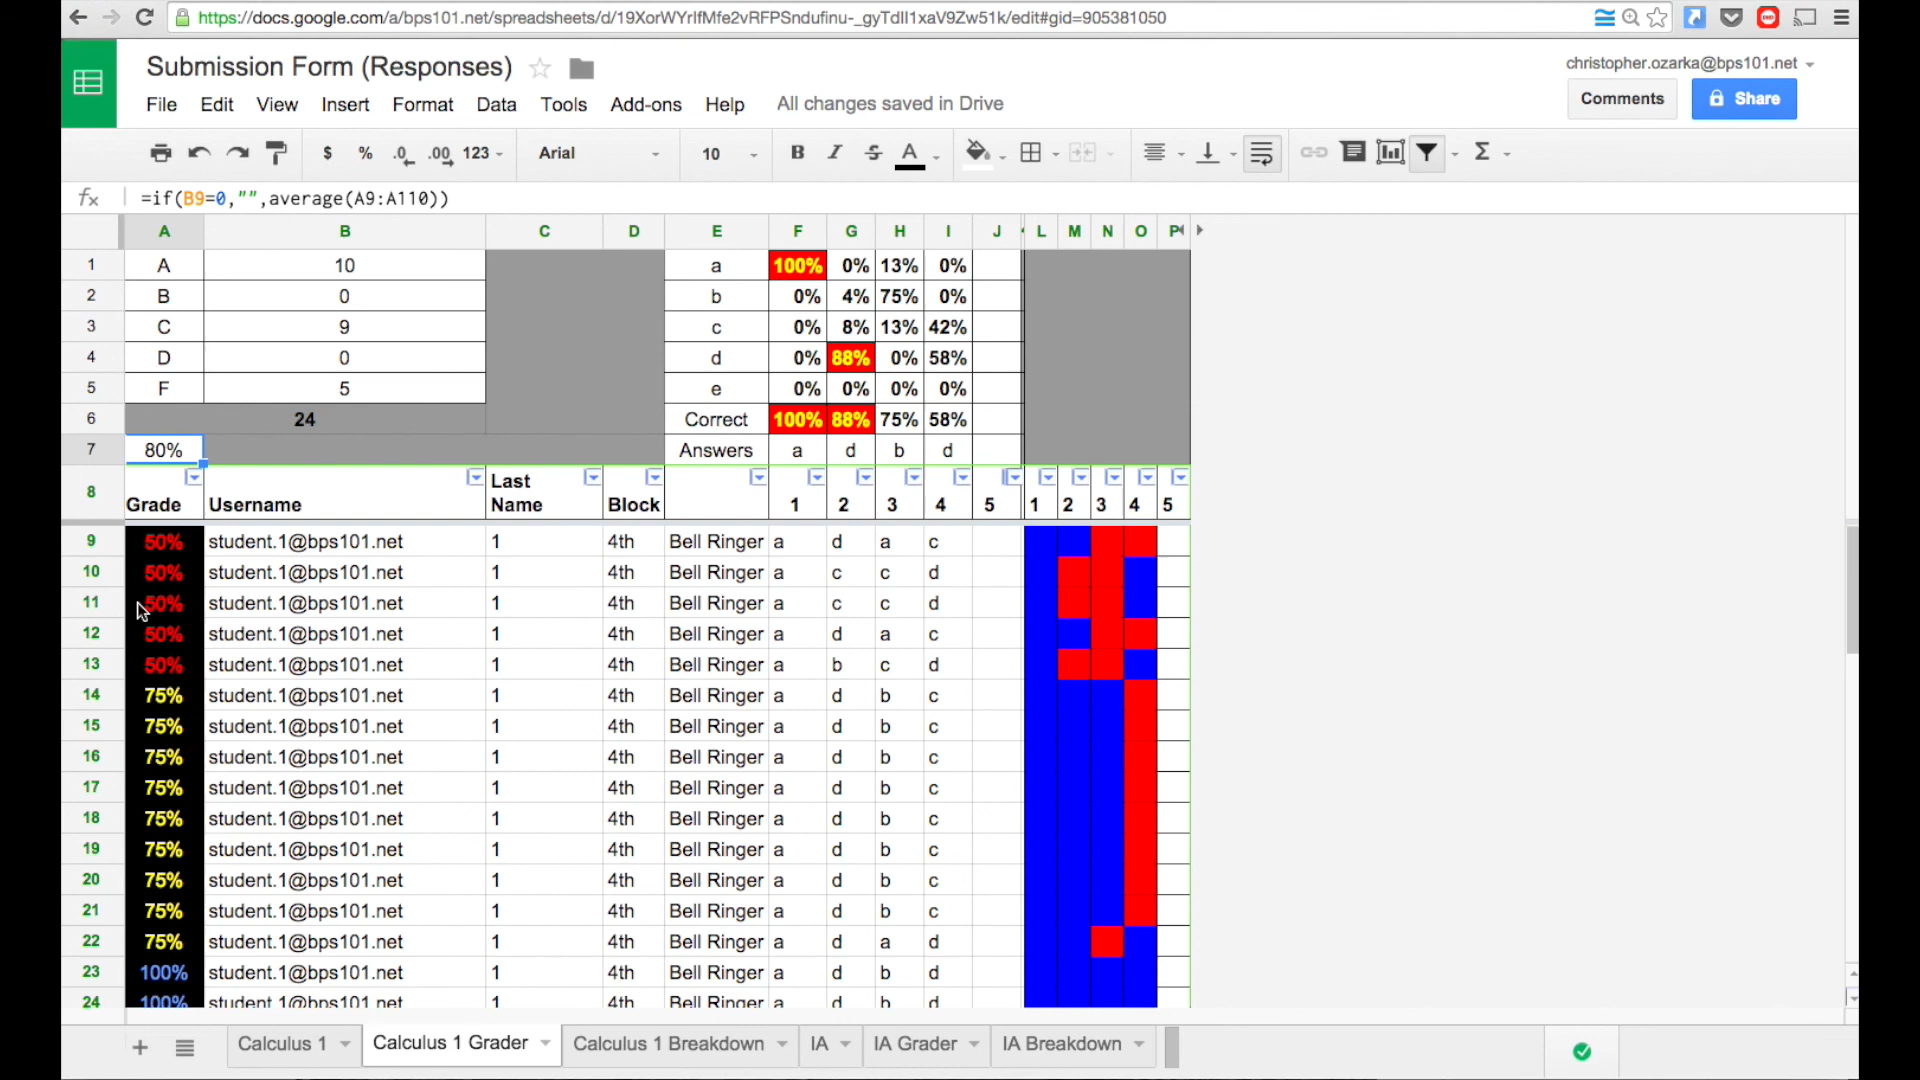 https://docs.google.com/a/bps101.net/spreadsheets/d/19XorWYrIfMfe2vRFPSndufinu-_gyTdlI1xaV9Zw51k/edit#gid=905381050
Submission Form (Responses)
christopher.ozarka@bps101.net
File Edit View Insert Format Data Tools Add-ons Help All changes saved in Drive
Comments Share
$ % .0 .00 123 Arial 10 B I S A Σ
fx =if(B9=0,"",average(A9:A110))
A B C D E F G H I J L M N O P
1 A 10 a 100% 0% 13% 0%
2 B 0 b 0% 4% 75% 0%
3 C 9 c 0% 8% 13% 42%
4 D 0 d 0% 88% 0% 58%
5 F 5 e 0% 0% 0% 0%
6 24 Correct 100% 88% 75% 58%
7 80% Answers a d b d
8 Grade Username Last Name Block 1 2 3 4 5 1 2 3 4 5
9 50% student.1@bps101.net 1 4th Bell Ringer a d a c
10 50% student.1@bps101.net 1 4th Bell Ringer a c c d
11 50% student.1@bps101.net 1 4th Bell Ringer a c c d
12 50% student.1@bps101.net 1 4th Bell Ringer a d a c
13 50% student.1@bps101.net 1 4th Bell Ringer a b c d
14 75% student.1@bps101.net 1 4th Bell Ringer a d b c
15 75% student.1@bps101.net 1 4th Bell Ringer a d b c
16 75% student.1@bps101.net 1 4th Bell Ringer a d b c
17 75% student.1@bps101.net 1 4th Bell Ringer a d b c
18 75% student.1@bps101.net 1 4th Bell Ringer a d b c
19 75% student.1@bps101.net 1 4th Bell Ringer a d b c
20 75% student.1@bps101.net 1 4th Bell Ringer a d b c
21 75% student.1@bps101.net 1 4th Bell Ringer a d b c
22 75% student.1@bps101.net 1 4th Bell Ringer a d a d
23 100% student.1@bps101.net 1 4th Bell Ringer a d b d
24 100% student.1@bps101.net 1 4th Bell Ringer a d b d
Calculus 1 Calculus 1 Grader Calculus 1 Breakdown IA IA Grader IA Breakdown